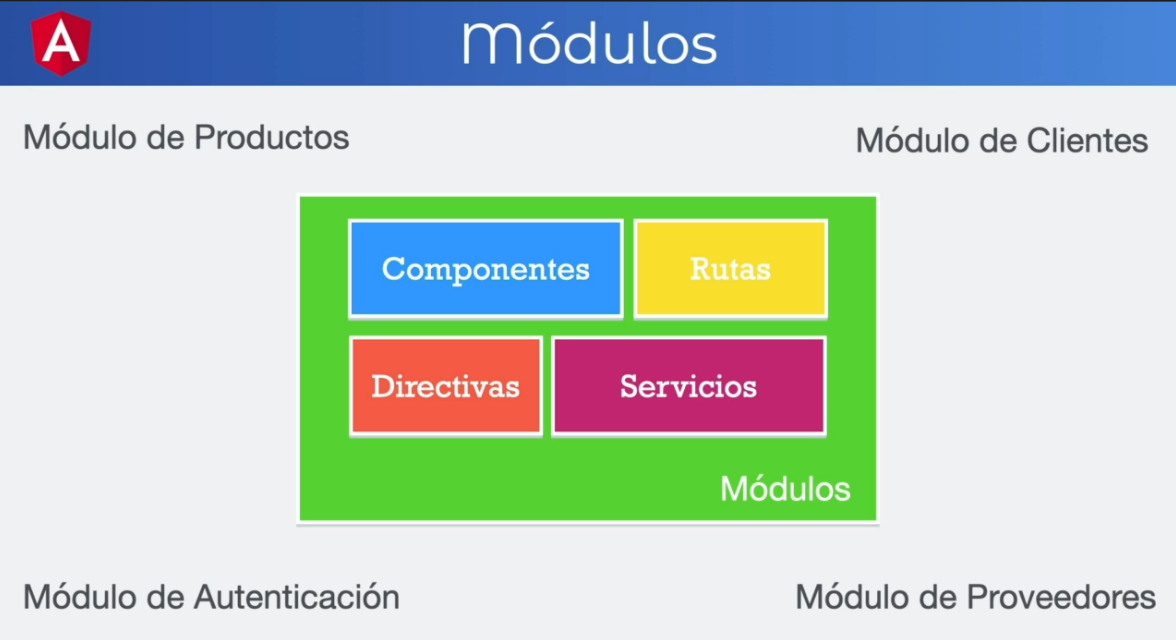 Módulos
Módulo de Productos
Módulo de Clientes
Componentes
Rutas
Directivas
Servicios
Módulos
Módulo de Autenticación
Módulo de Proveedores